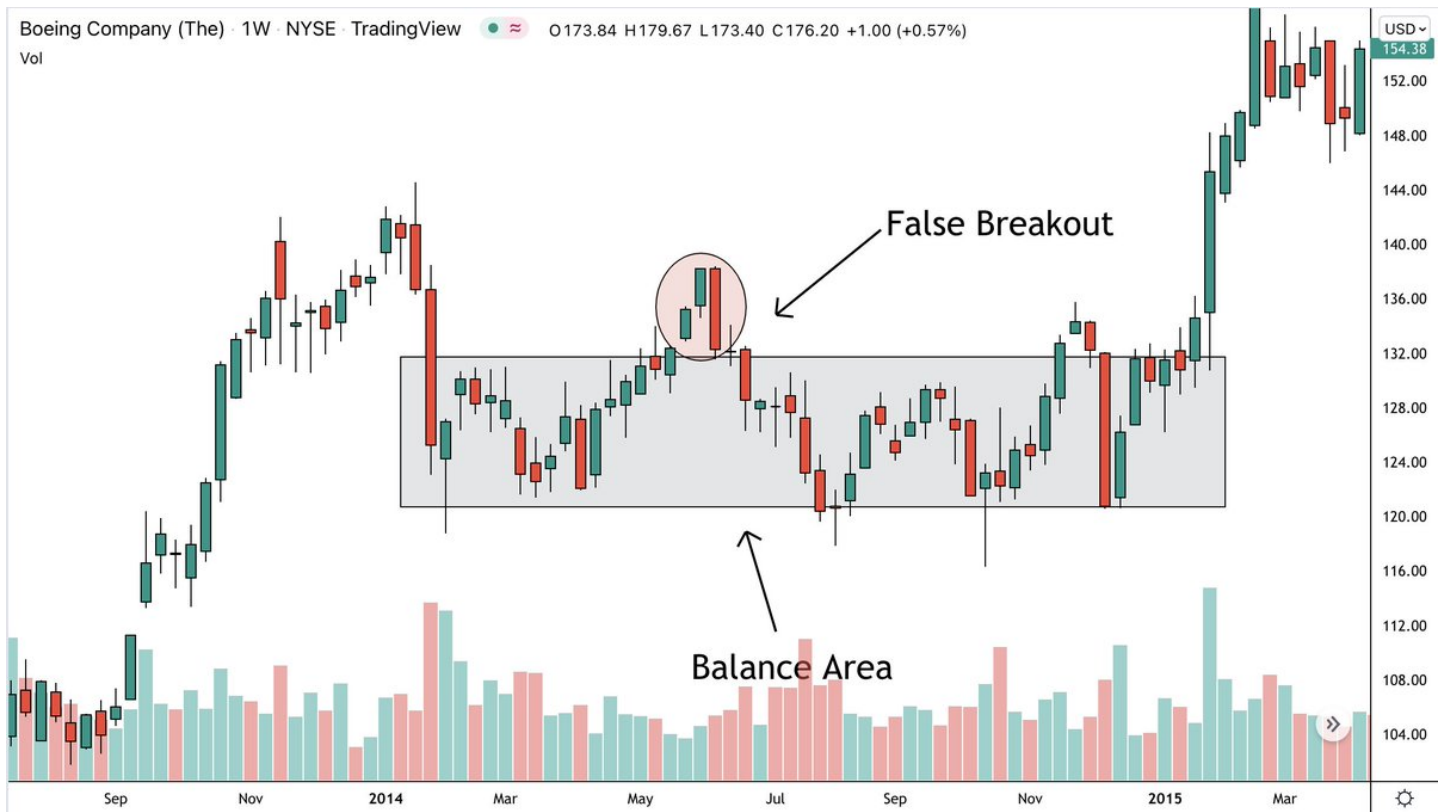 Boeing Company (The) · 1W · NYSE · TradingView ≈ O173.84 H179.67 L173.40 C176.20 +1.00 (+0.57%)
Vol
USD
154.38
152.00
148.00
144.00
False Breakout
140.00
136.00
132.00
128.00
124.00
120.00
116.00
112.00
Balance Area
108.00
104.00
Sep Nov 2014 Mar May Jul Sep Nov 2015 Mar